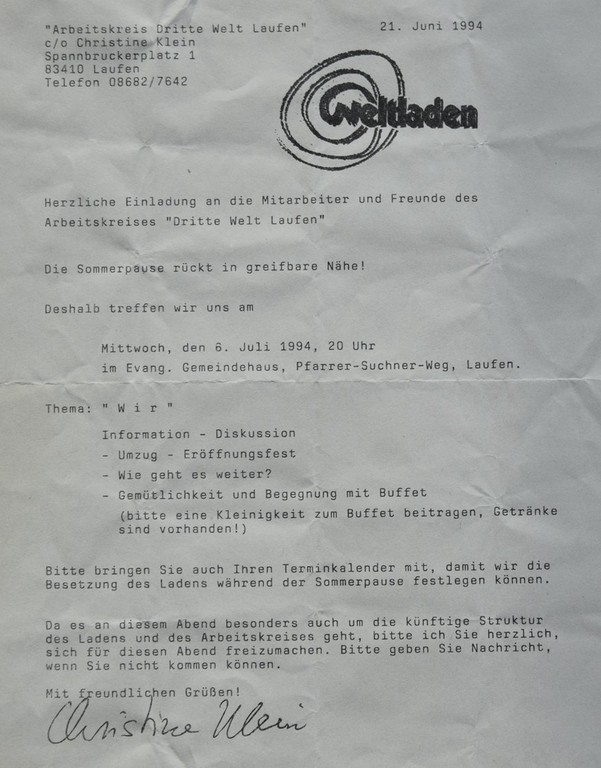 "Arbeitskreis Dritte Welt Laufen"
21. Juni 1994
c/o Christine Klein
Spannbruckerplatz 1
83410 Laufen
Telefon 08682/7642
Weltladen
Herzliche Einladung an die Mitarbeiter und Freunde des
Arbeitskreises "Dritte Welt Laufen"
Die Sommerpause rückt in greifbare Nähe!
Deshalb treffen wir uns am
Mittwoch, den 6. Juli 1994, 20 Uhr
im Evang. Gemeindehaus, Pfarrer-Suchner-Weg, Laufen.
Thema: " W i r "
Information - Diskussion
- Umzug - Eröffnungsfest
- Wie geht es weiter?
- Gemütlichkeit und Begegnung mit Buffet
(bitte eine Kleinigkeit zum Buffet beitragen, Getränke
sind vorhanden!)
Bitte bringen Sie auch Ihren Terminkalender mit, damit wir die
Besetzung des Ladens während der Sommerpause festlegen können.
Da es an diesem Abend besonders auch um die künftige Struktur
des Ladens und des Arbeitskreises geht, bitte ich Sie herzlich,
sich für diesen Abend freizumachen. Bitte geben Sie Nachricht,
wenn Sie nicht kommen können.
Mit freundlichen Grüßen!
Christine Klein